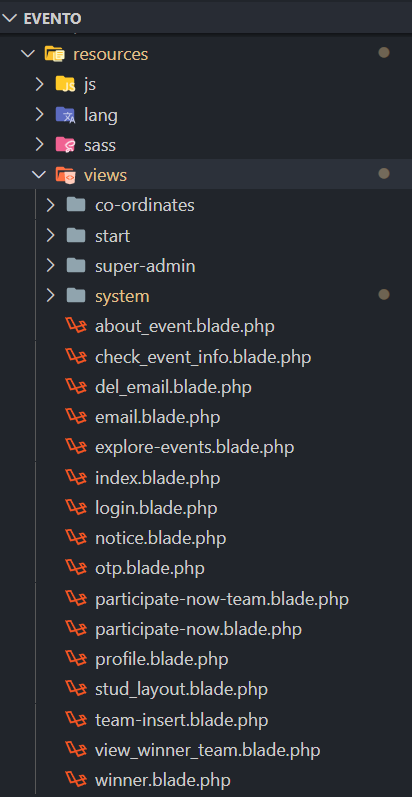 EVENTO
resources
js
lang
sass
views
co-ordinates
start
super-admin
system
about_event.blade.php
check_event_info.blade.php
del_email.blade.php
email.blade.php
explore-events.blade.php
index.blade.php
login.blade.php
notice.blade.php
otp.blade.php
participate-now-team.blade.php
participate-now.blade.php
profile.blade.php
stud_layout.blade.php
team-insert.blade.php
view_winner_team.blade.php
winner.blade.php